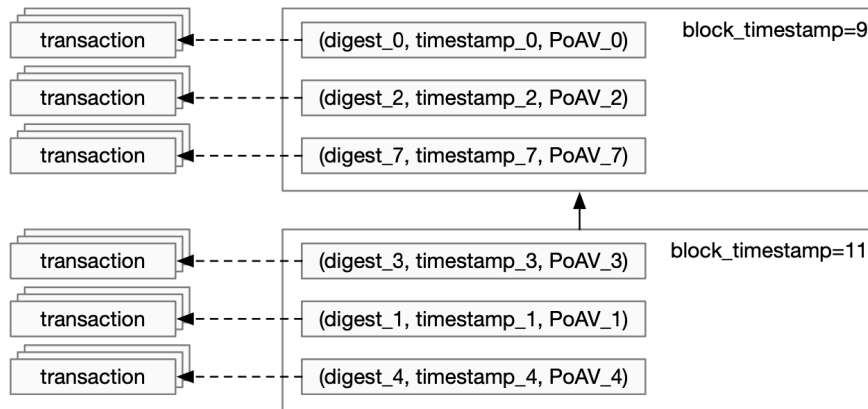 transaction
(digest_0, timestamp_0, PoAV_0)
block_timestamp=9
transaction
(digest_2, timestamp_2, PoAV_2)
transaction
(digest_7, timestamp_7, PoAV_7)
transaction
(digest_3, timestamp_3, PoAV_3)
block_timestamp=11
transaction
(digest_1, timestamp_1, PoAV_1)
transaction
(digest_4, timestamp_4, PoAV_4)